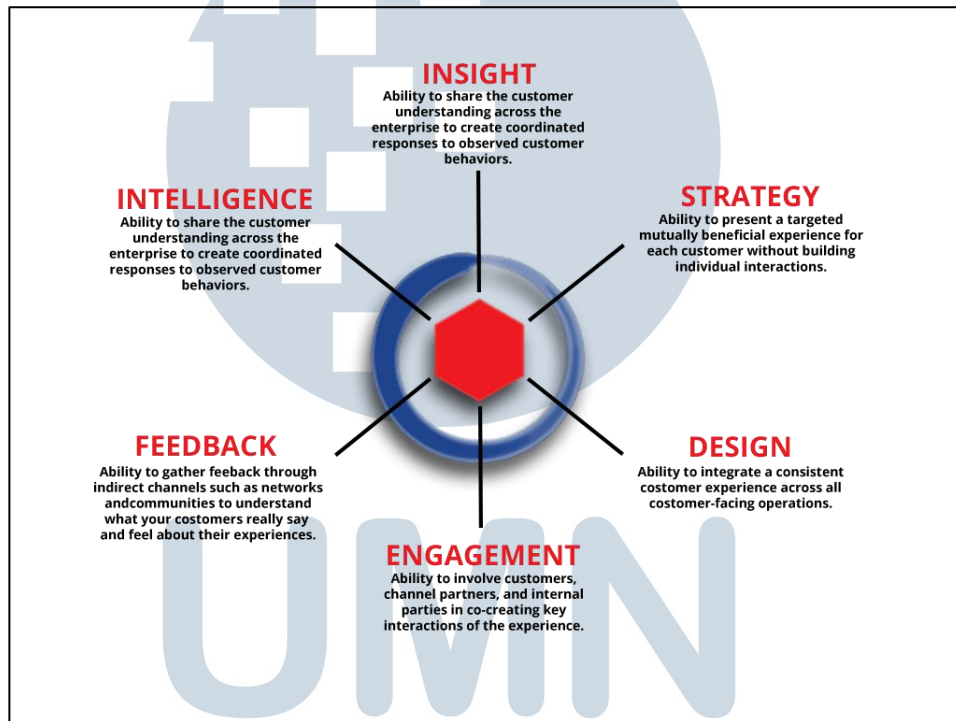 INSIGHT
Ability to share the customer
understanding across the
enterprise to create coordinated
responses to observed customer
behaviors.
INTELLIGENCE
Ability to share the customer
understanding across the
enterprise to create coordinated
responses to observed customer
behaviors.
STRATEGY
Ability to present a targeted
mutually beneficial experience for
each customer without building
individual interactions.
FEEDBACK
Ability to gather feeback through
indirect channels such as networks
andcommunities to understand
what your costomers really say
and feel about their experiences.
DESIGN
Ability to integrate a consistent
costomer experience across all
costomer-facing operations.
ENGAGEMENT
Ability to involve customers,
channel partners, and internal
parties in co-creating key
interactions of the experience.
UMN